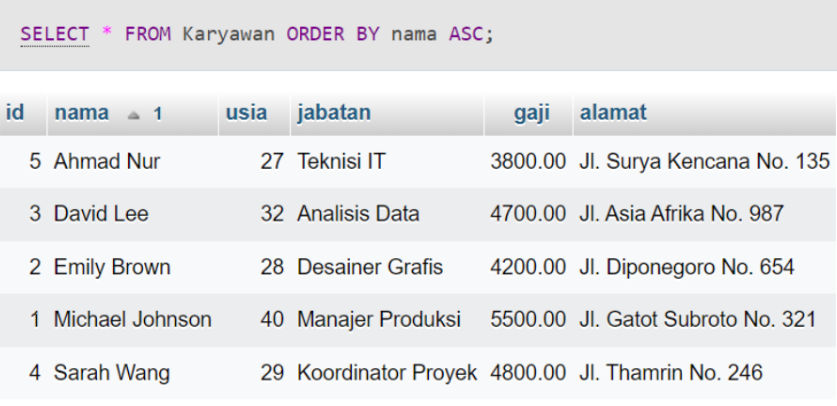 SELECT * FROM Karyawan ORDER BY nama ASC;
id nama 1 usia jabatan gaji alamat
5 Ahmad Nur 27 Teknisi IT 3800.00 Jl. Surya Kencana No. 135
3 David Lee 32 Analisis Data 4700.00 Jl. Asia Afrika No. 987
2 Emily Brown 28 Desainer Grafis 4200.00 Jl. Diponegoro No. 654
1 Michael Johnson 40 Manajer Produksi 5500.00 Jl. Gatot Subroto No. 321
4 Sarah Wang 29 Koordinator Proyek 4800.00 Jl. Thamrin No. 246